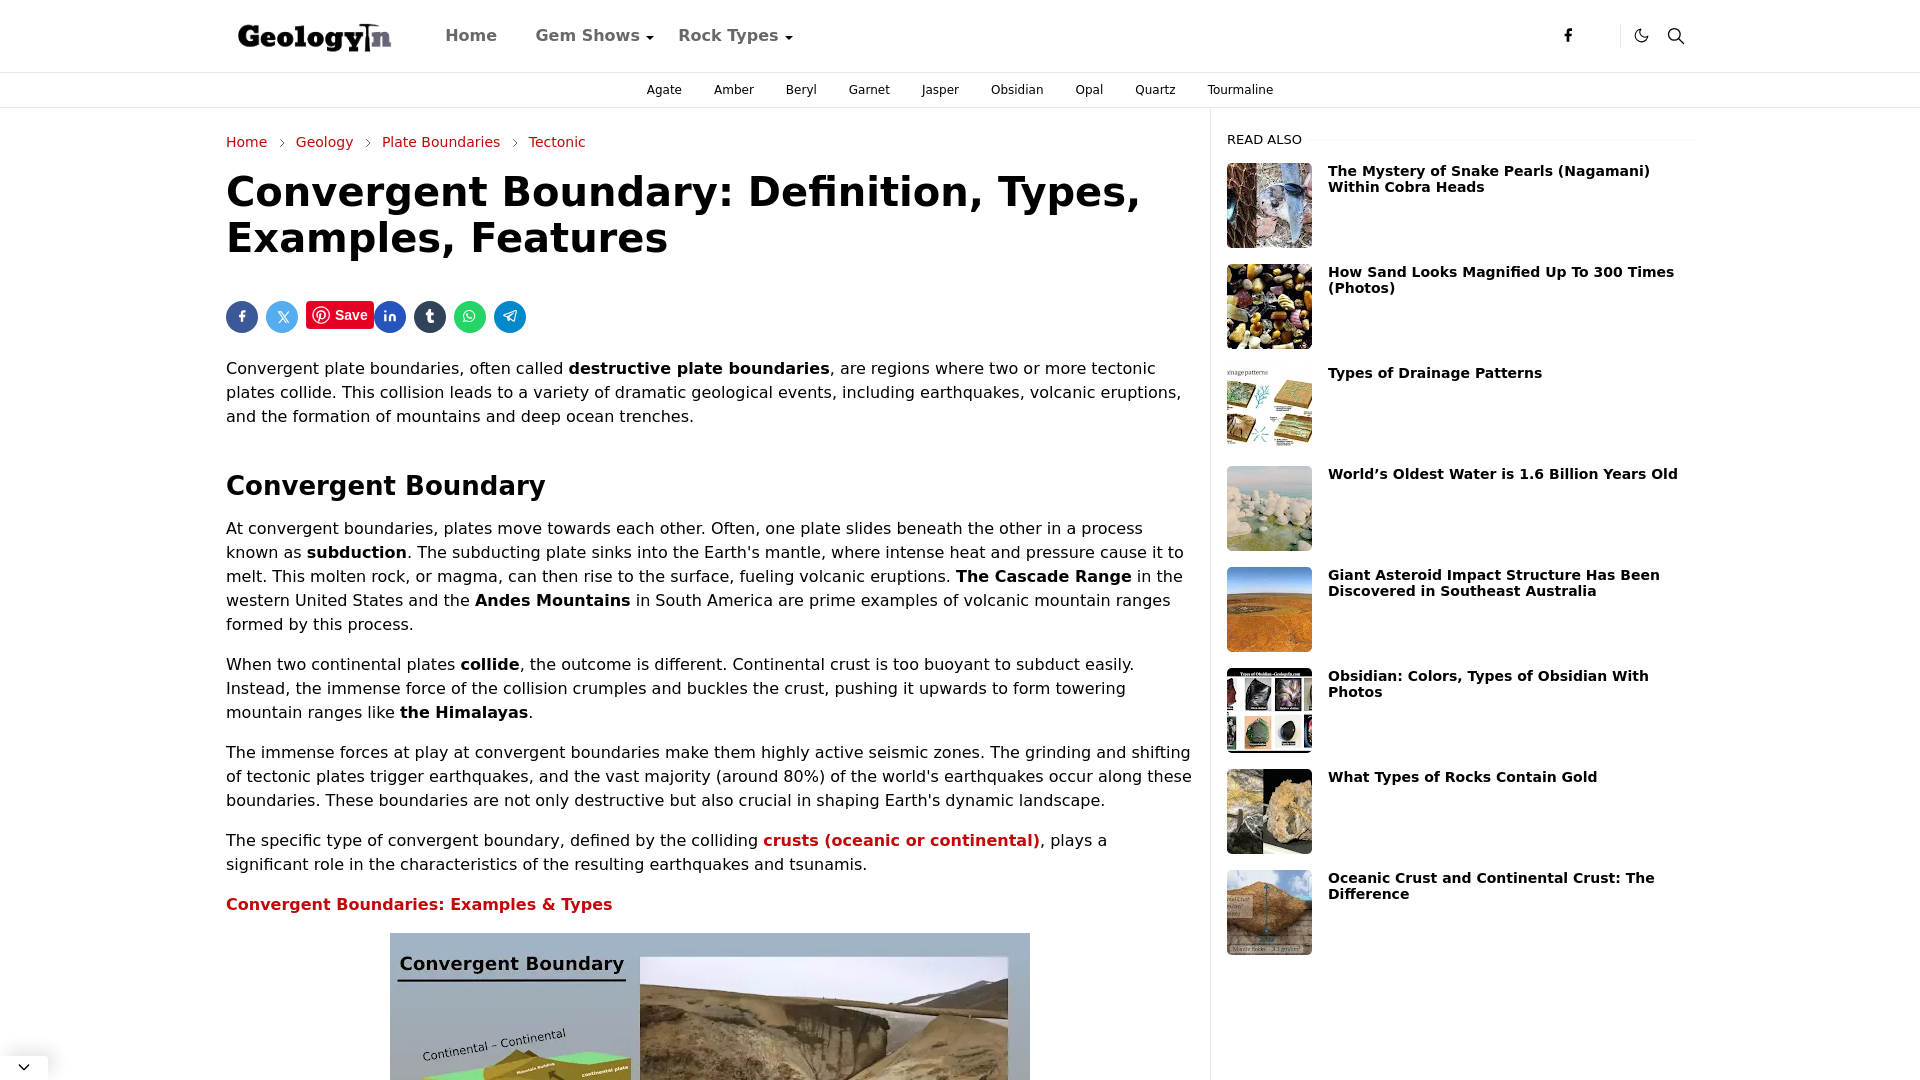 GeologyIn
Home
Gem Shows
Rock Types
Agate
Amber
Beryl
Garnet
Jasper
Obsidian
Opal
Quartz
Tourmaline
Home
Geology
Plate Boundaries
Tectonic
Convergent Boundary: Definition, Types,
Examples, Features
Save
Convergent plate boundaries, often called destructive plate boundaries, are regions where two or more tectonic
plates collide. This collision leads to a variety of dramatic geological events, including earthquakes, volcanic eruptions,
and the formation of mountains and deep ocean trenches.
Convergent Boundary
At convergent boundaries, plates move towards each other. Often, one plate slides beneath the other in a process
known as subduction. The subducting plate sinks into the Earth's mantle, where intense heat and pressure cause it to
melt. This molten rock, or magma, can then rise to the surface, fueling volcanic eruptions. The Cascade Range in the
western United States and the Andes Mountains in South America are prime examples of volcanic mountain ranges
formed by this process.
When two continental plates collide, the outcome is different. Continental crust is too buoyant to subduct easily.
Instead, the immense force of the collision crumples and buckles the crust, pushing it upwards to form towering
mountain ranges like the Himalayas.
The immense forces at play at convergent boundaries make them highly active seismic zones. The grinding and shifting
of tectonic plates trigger earthquakes, and the vast majority (around 80%) of the world's earthquakes occur along these
boundaries. These boundaries are not only destructive but also crucial in shaping Earth's dynamic landscape.
The specific type of convergent boundary, defined by the colliding crusts (oceanic or continental), plays a
significant role in the characteristics of the resulting earthquakes and tsunamis.
Convergent Boundaries: Examples & Types
Convergent Boundary
Continental – Continental
Mountain Building
continental plate
READ ALSO
The Mystery of Snake Pearls (Nagamani)
Within Cobra Heads
How Sand Looks Magnified Up To 300 Times
(Photos)
Types of Drainage Patterns
World’s Oldest Water is 1.6 Billion Years Old
Giant Asteroid Impact Structure Has Been
Discovered in Southeast Australia
Obsidian: Colors, Types of Obsidian With
Photos
What Types of Rocks Contain Gold
Oceanic Crust and Continental Crust: The
Difference